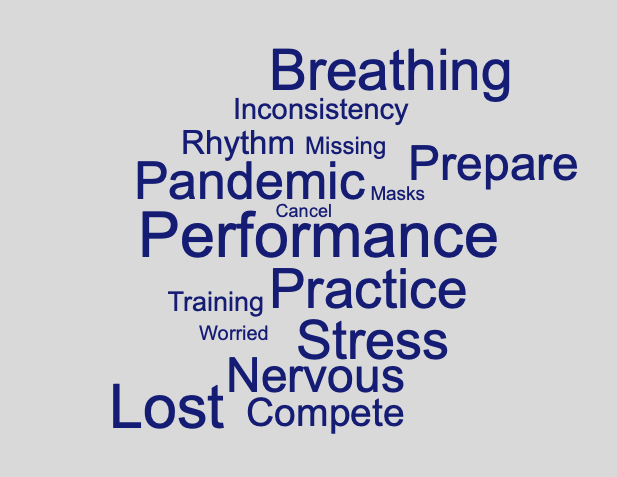 Breathing
Inconsistency
Rhythm Missing
Prepare
Pandemic Masks
Cancel
Performance
Training Practice
Worried Stress
Nervous
Lost Compete